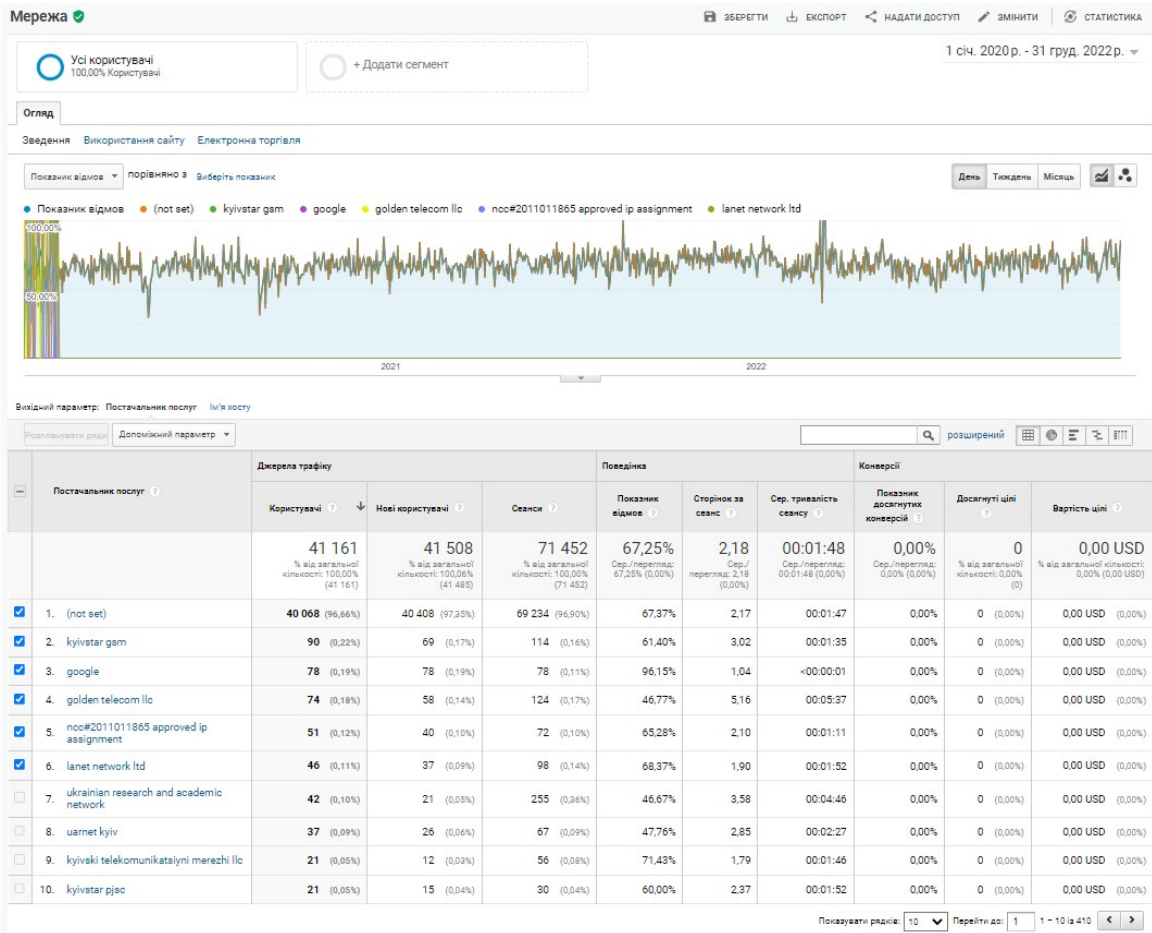 Мережа
ЗБЕРЕГТИ ЕКСПОРТ НАДАТИ ДОСТУП ЗМІНИТИ СТАТИСТИКА
Усі користувачі
100,00% Користувачі
+ Додати сегмент
1 січ. 2020 р. - 31 груд. 2022 р.
Огляд
Зведення Використання сайту Електронна торгівля
Показник відмов порівняно з Виберіть показник
День Тиждень Місяць
Показник відмов (not set) kyivstar gsm google golden telecom llc ncc#2011011865 approved ip assignment lanet network ltd
100,00%
50,00%
2021 2022
Вихідний параметр: Постачальник послуг Ім'я хосту
Розпланувати ряди Допоміжний параметр розширений
Джерела трафіку Поведінка Конверсії
Постачальник послуг ? Користувачі ? Нові користувачі ? Сеанси ? Показник відмов ? Сторінок за сеанс ? Сер. тривалість сеансу ? Показник досягнутих конверсій ? Досягнуті цілі ? Вартість цілі ?
41 161 41 508 71 452 67,25% 2,18 00:01:48 0,00% 0 0,00 USD
% від загальної кількості: 100,00% (41 161) % від загальної кількості: 100,06% (41 485) % від загальної кількості: 100,00% (71 452) Сер./перегляд: 67,25% (0,00%) Сер./перегляд: 2,18 (0,00%) Сер./перегляд: 00:01:48 (0,00%) Сер./перегляд: 0,00% (0,00%) % від загальної кількості: 0,00% (0) % від загальної кількості: 0,00% (0,00 USD)
1. (not set) 40 068 (96,66%) 40 408 (97,35%) 69 234 (96,90%) 67,37% 2,17 00:01:47 0,00% 0 (0,00%) 0,00 USD (0,00%)
2. kyivstar gsm 90 (0,22%) 69 (0,17%) 114 (0,16%) 61,40% 3,02 00:01:35 0,00% 0 (0,00%) 0,00 USD (0,00%)
3. google 78 (0,19%) 78 (0,19%) 78 (0,11%) 96,15% 1,04 <00:00:01 0,00% 0 (0,00%) 0,00 USD (0,00%)
4. golden telecom llc 74 (0,18%) 58 (0,14%) 124 (0,17%) 46,77% 5,16 00:05:37 0,00% 0 (0,00%) 0,00 USD (0,00%)
5. ncc#2011011865 approved ip assignment 51 (0,12%) 40 (0,10%) 72 (0,10%) 65,28% 2,10 00:01:11 0,00% 0 (0,00%) 0,00 USD (0,00%)
6. lanet network ltd 46 (0,11%) 37 (0,09%) 98 (0,14%) 68,37% 1,90 00:01:52 0,00% 0 (0,00%) 0,00 USD (0,00%)
7. ukrainian research and academic network 42 (0,10%) 21 (0,05%) 255 (0,36%) 46,67% 3,58 00:04:46 0,00% 0 (0,00%) 0,00 USD (0,00%)
8. uarnet kyiv 37 (0,09%) 26 (0,06%) 67 (0,09%) 47,76% 2,85 00:02:27 0,00% 0 (0,00%) 0,00 USD (0,00%)
9. kyivski telekomunikatsiyni merezhi llc 21 (0,05%) 12 (0,03%) 56 (0,08%) 71,43% 1,79 00:01:46 0,00% 0 (0,00%) 0,00 USD (0,00%)
10. kyivstar pjsc 21 (0,05%) 15 (0,04%) 30 (0,04%) 60,00% 2,37 00:01:52 0,00% 0 (0,00%) 0,00 USD (0,00%)
Показувати рядків: 10 Перейти до: 1 1 – 10 із 410